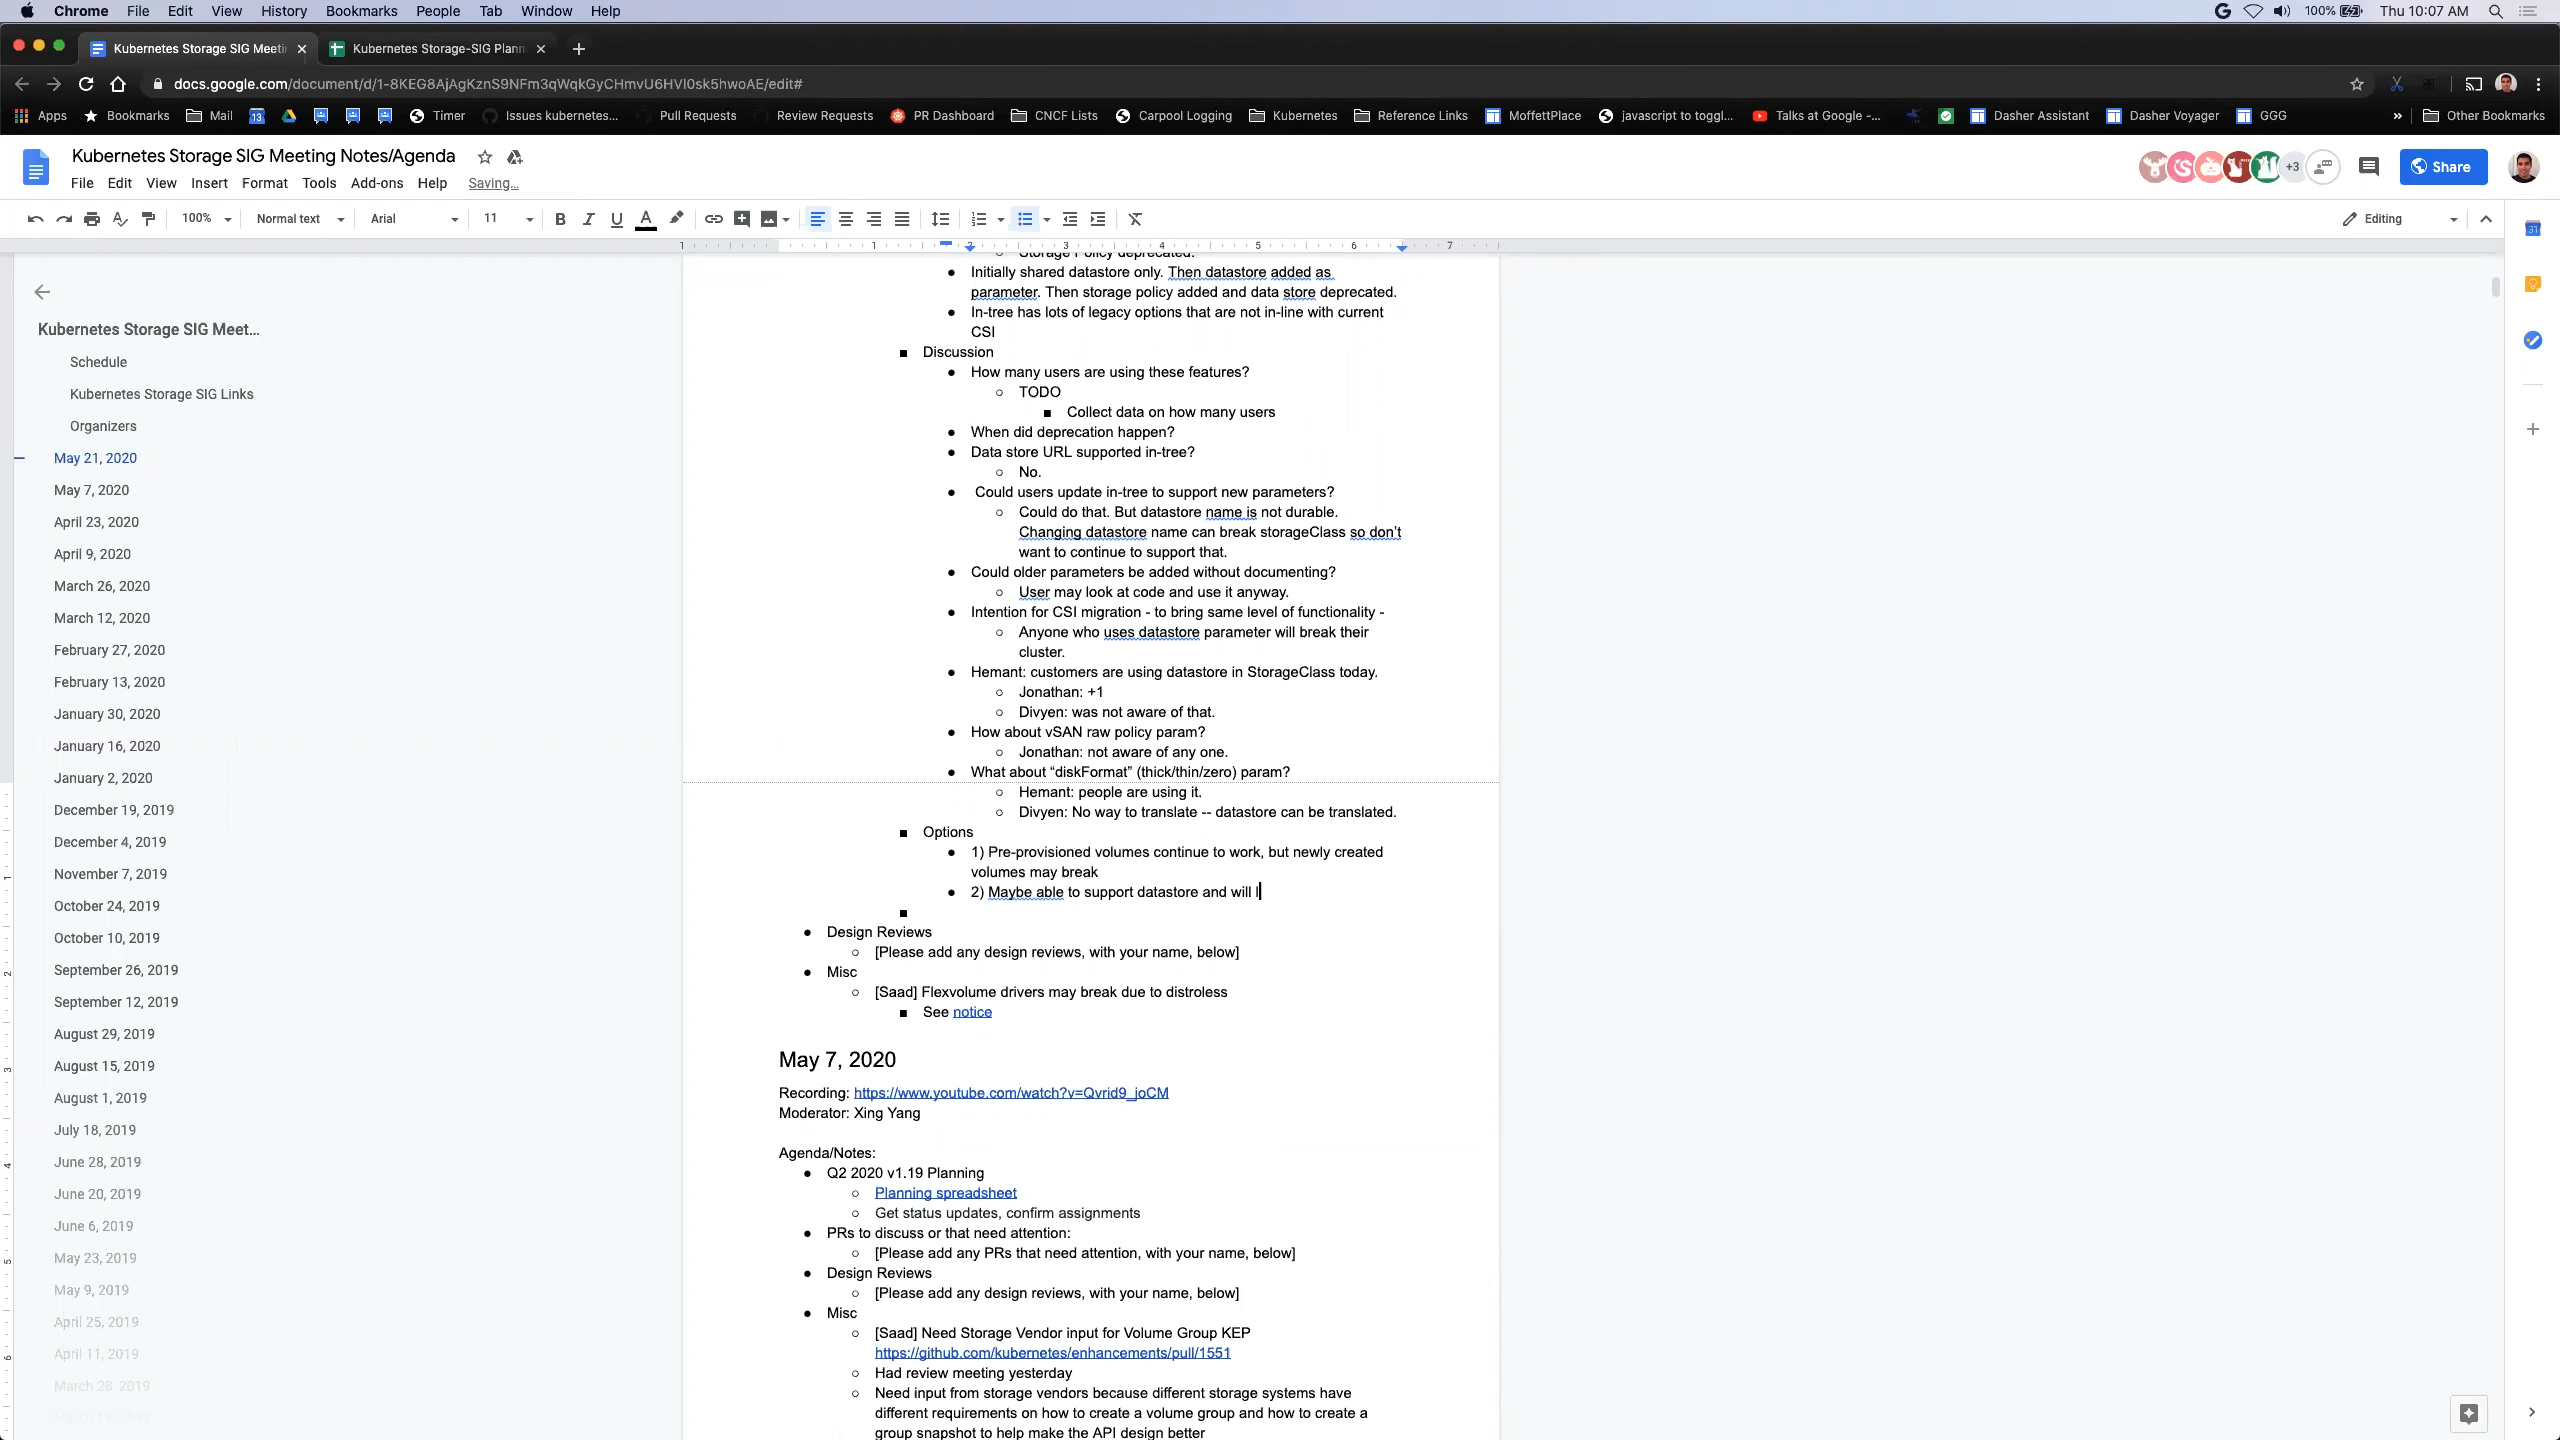 Chrome File Edit View History Bookmarks People Tab Window Help 100% Thu 10:07 AM
Kubernetes Storage SIG Meeti Kubernetes Storage-SIG Plann
docs.google.com/document/d/1-8KEG8AjAgKznS9NFm3qWqkGyCHmvU6HVl0sk5hwoAE/edit#
Apps Bookmarks Mail 13 Timer Issues kubernetes... Pull Requests Review Requests PR Dashboard CNCF Lists Carpool Logging Kubernetes Reference Links MoffettPlace javascript to toggl... Talks at Google -... Dasher Assistant Dasher Voyager GGG » Other Bookmarks
Kubernetes Storage SIG Meeting Notes/Agenda
+3 Share
File Edit View Insert Format Tools Add-ons Help Saving...
100% Normal text Arial 11 B I U A Editing
1 1 2 3 4 5 6 7
31
Kubernetes Storage SIG Meet...
Schedule
Kubernetes Storage SIG Links
Organizers
May 21, 2020
May 7, 2020
April 23, 2020
April 9, 2020
March 26, 2020
March 12, 2020
February 27, 2020
February 13, 2020
January 30, 2020
January 16, 2020
January 2, 2020
December 19, 2019
December 4, 2019
November 7, 2019
October 24, 2019
October 10, 2019
September 26, 2019
September 12, 2019
August 29, 2019
August 15, 2019
August 1, 2019
July 18, 2019
June 28, 2019
June 20, 2019
June 6, 2019
May 23, 2019
May 9, 2019
April 25, 2019
April 11, 2019
March 28, 2019
Storage Policy deprecated.
Initially shared datastore only. Then datastore added as
parameter. Then storage policy added and data store deprecated.
In-tree has lots of legacy options that are not in-line with current
CSI
Discussion
How many users are using these features?
TODO
Collect data on how many users
When did deprecation happen?
Data store URL supported in-tree?
No.
Could users update in-tree to support new parameters?
Could do that. But datastore name is not durable.
Changing datastore name can break storageClass so don't
want to continue to support that.
Could older parameters be added without documenting?
User may look at code and use it anyway.
Intention for CSI migration - to bring same level of functionality -
Anyone who uses datastore parameter will break their
cluster.
Hemant: customers are using datastore in StorageClass today.
Jonathan: +1
Divyen: was not aware of that.
How about vSAN raw policy param?
Jonathan: not aware of any one.
What about “diskFormat” (thick/thin/zero) param?
Hemant: people are using it.
Divyen: No way to translate -- datastore can be translated.
Options
1) Pre-provisioned volumes continue to work, but newly created
volumes may break
2) Maybe able to support datastore and will l
Design Reviews
[Please add any design reviews, with your name, below]
Misc
[Saad] Flexvolume drivers may break due to distroless
See notice
May 7, 2020
Recording: https://www.youtube.com/watch?v=Qvrid9_joCM
Moderator: Xing Yang
Agenda/Notes:
Q2 2020 v1.19 Planning
Planning spreadsheet
Get status updates, confirm assignments
PRs to discuss or that need attention:
[Please add any PRs that need attention, with your name, below]
Design Reviews
[Please add any design reviews, with your name, below]
Misc
[Saad] Need Storage Vendor input for Volume Group KEP
https://github.com/kubernetes/enhancements/pull/1551
Had review meeting yesterday
Need input from storage vendors because different storage systems have
different requirements on how to create a volume group and how to create a
group snapshot to help make the API design better